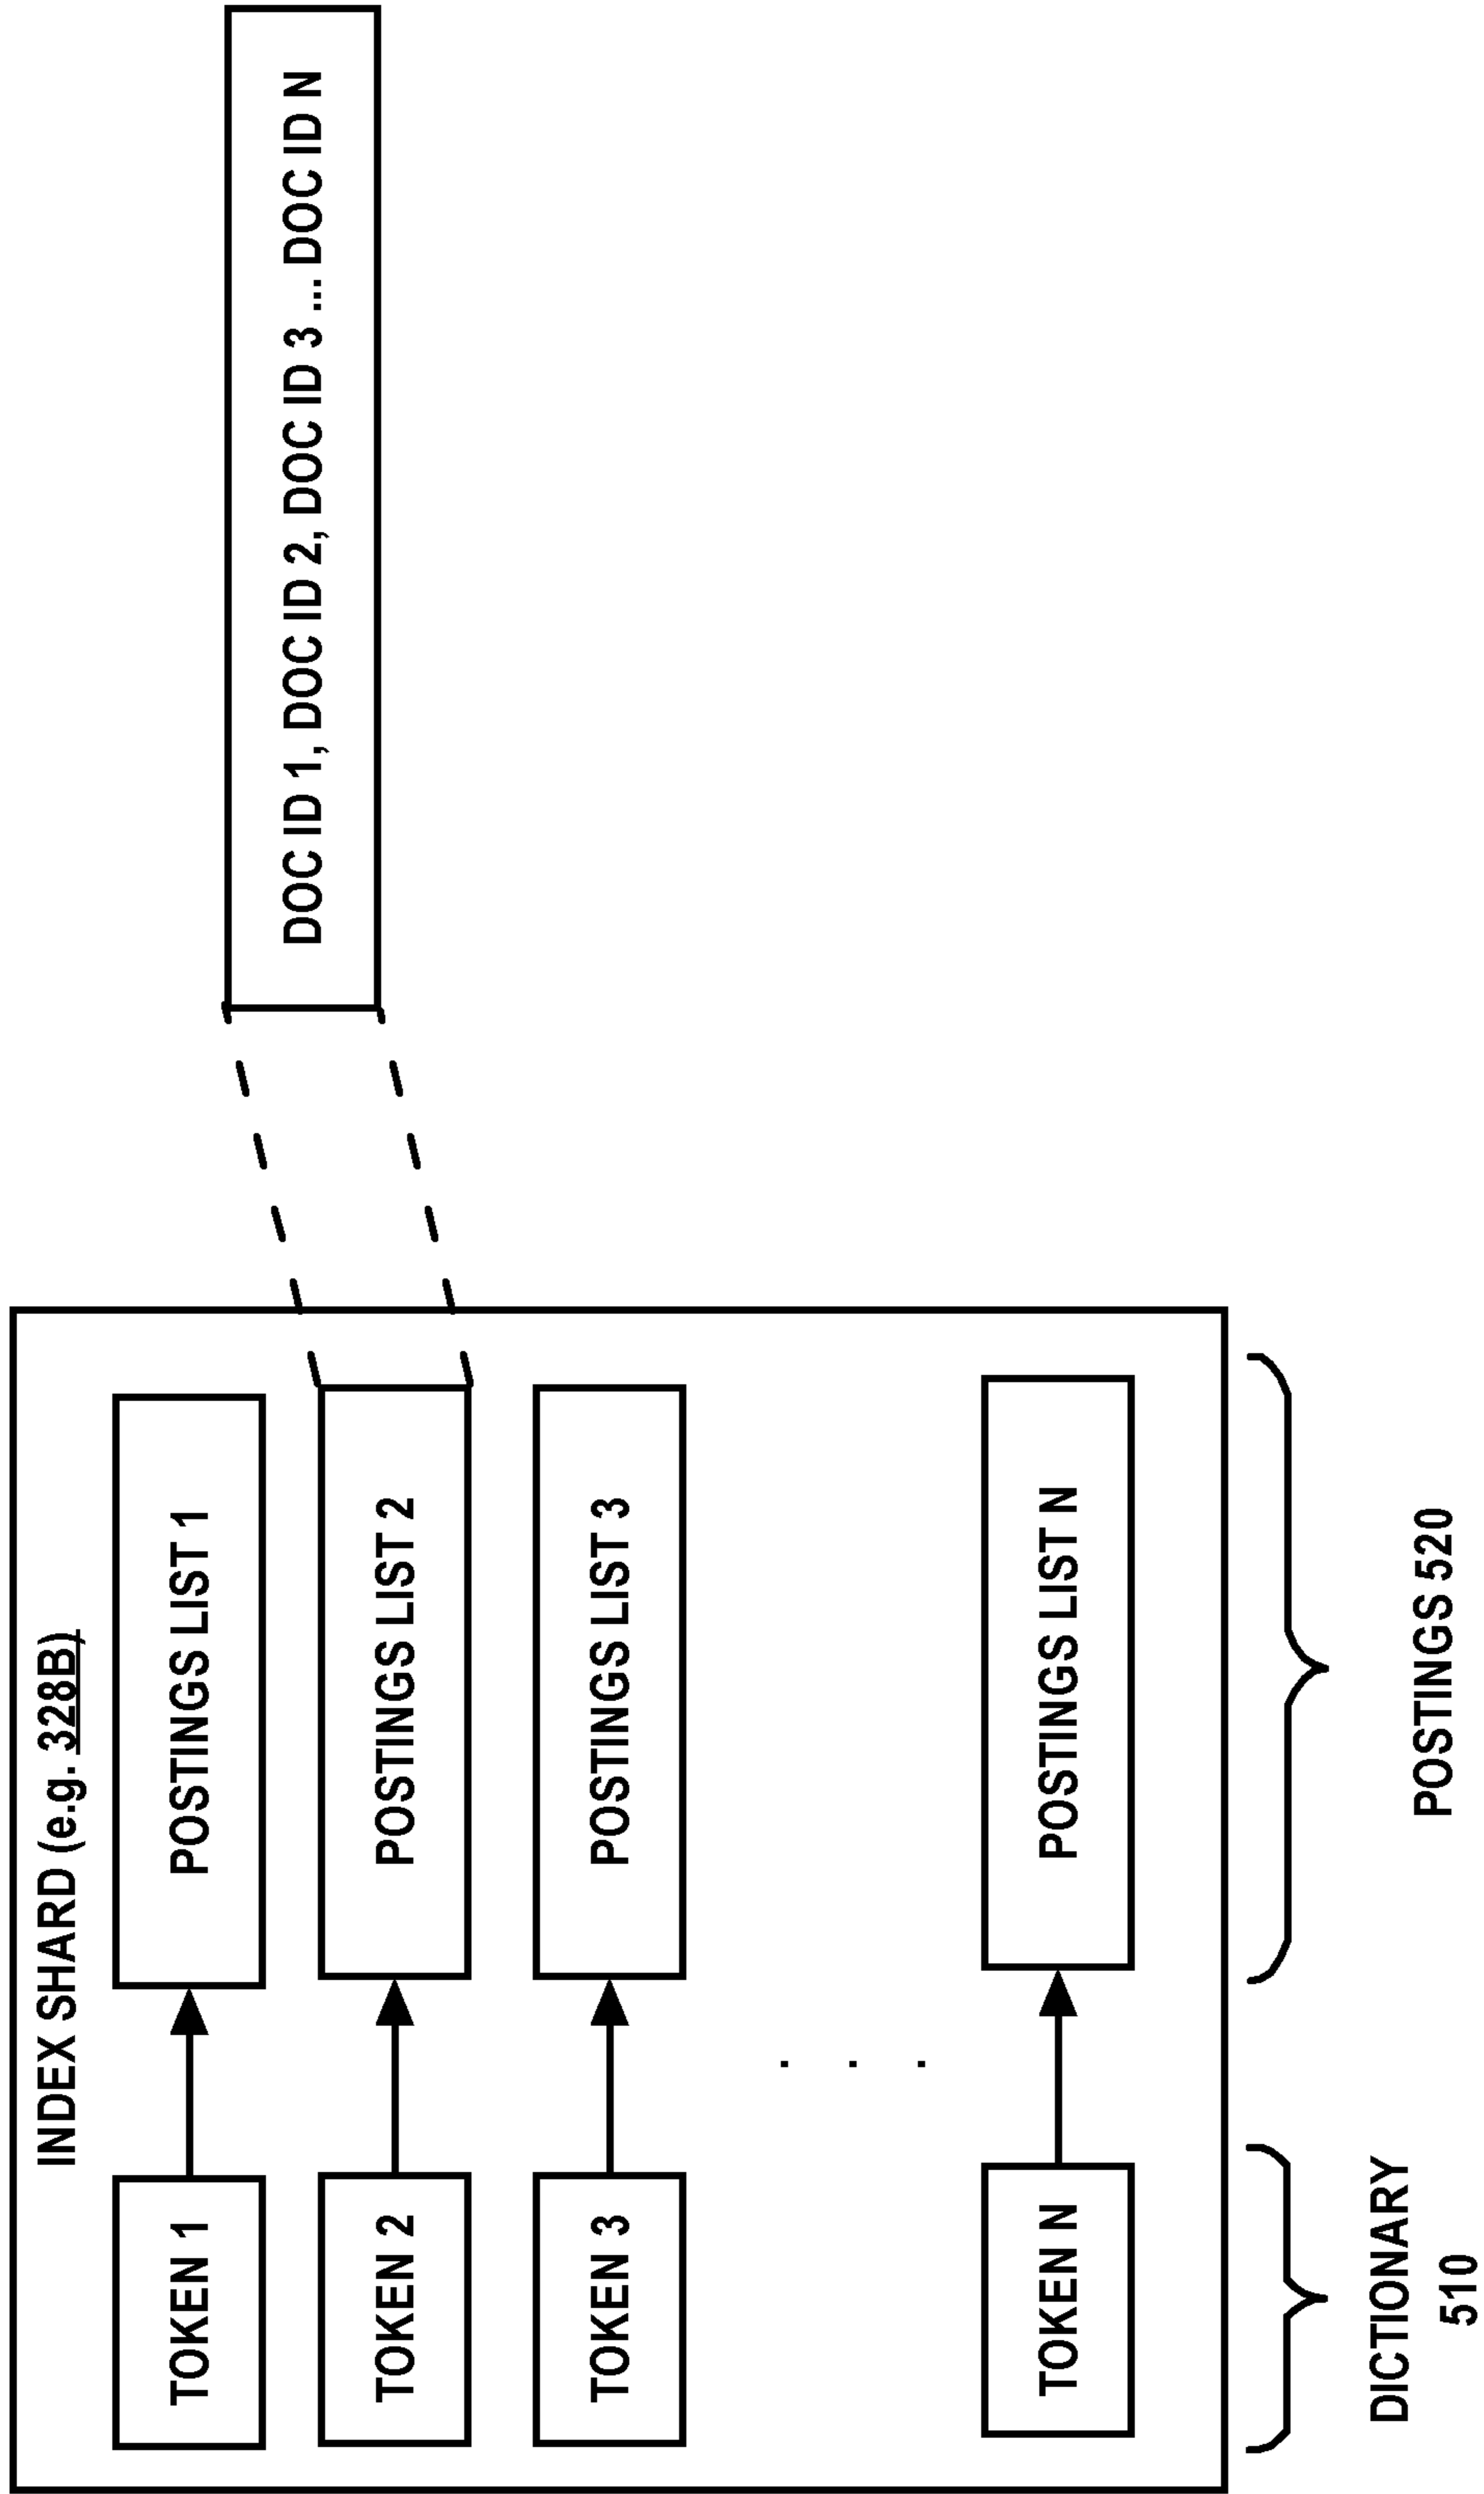 INDEX SHARD (e.g. 328B)
TOKEN 1
POSTINGS LIST 1
TOKEN 2
POSTINGS LIST 2
DOC ID 1, DOC ID 2, DOC ID 3 ... DOC ID N
TOKEN 3
POSTINGS LIST 3
. . .
TOKEN N
POSTINGS LIST N
DICTIONARY
510
POSTINGS 520